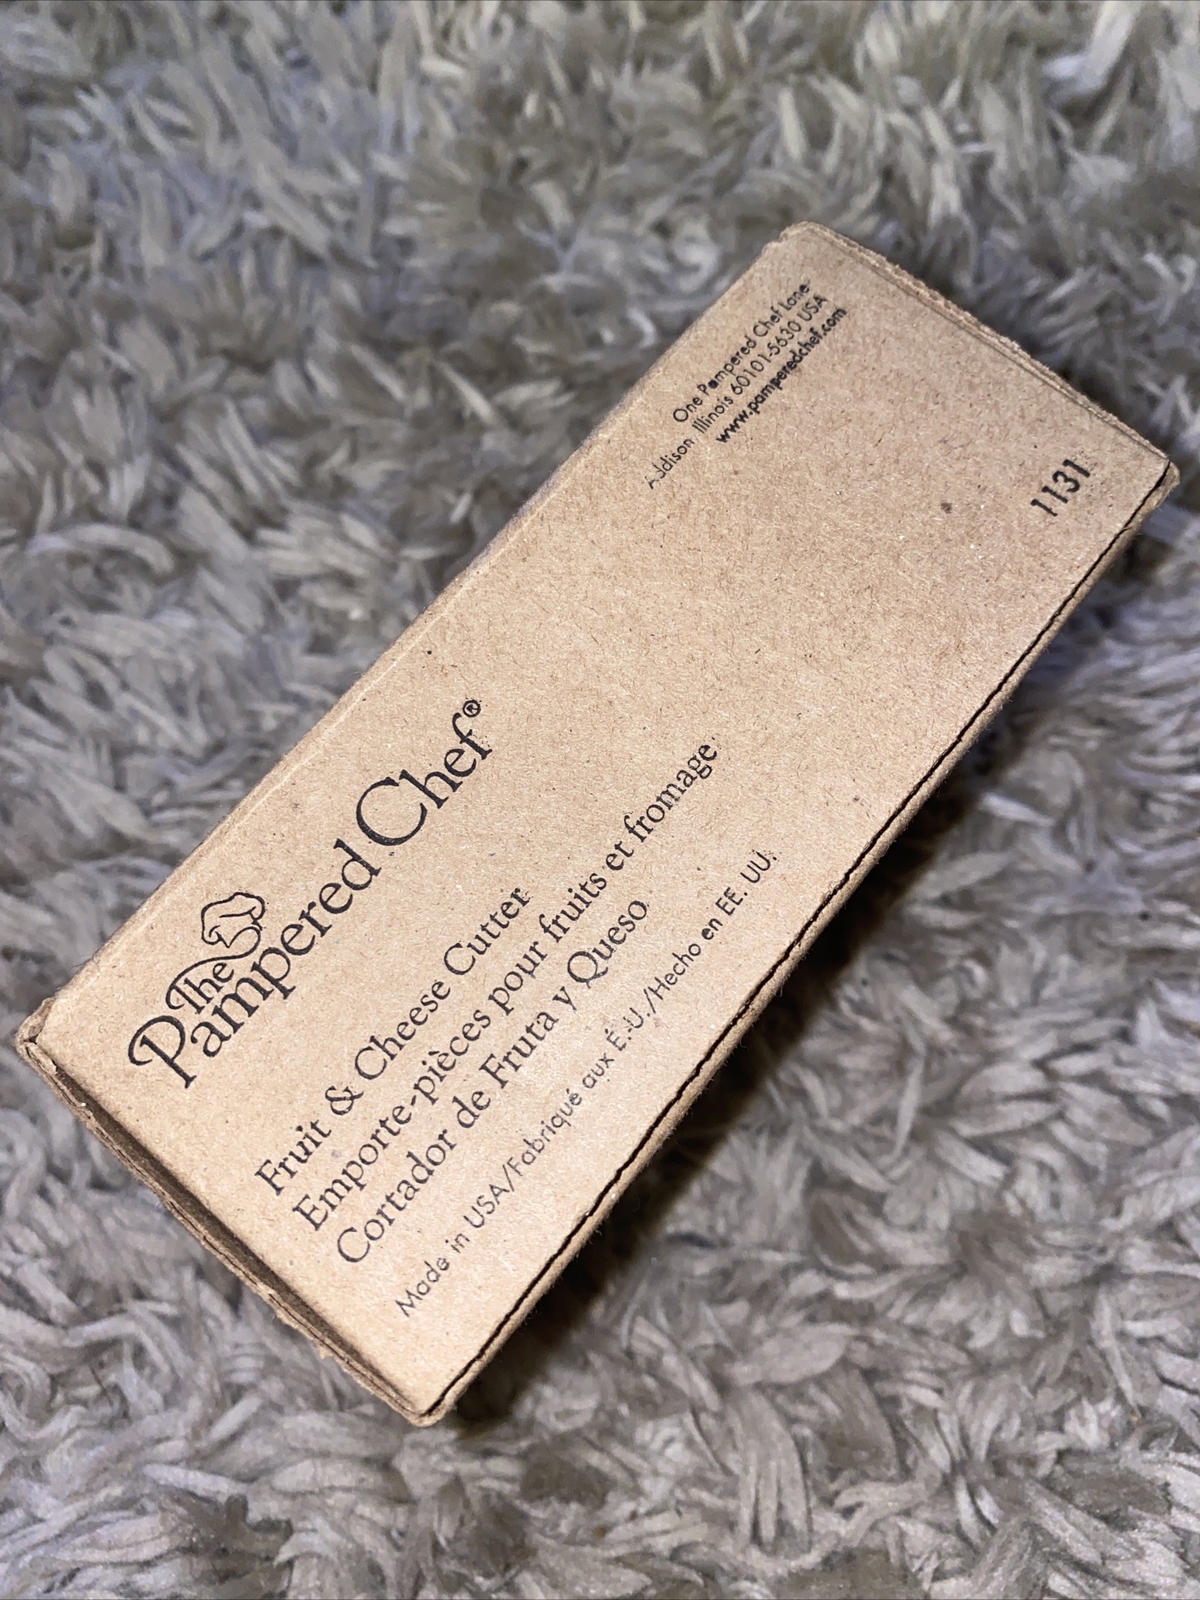 The
Pampered Chef®
Fruit & Cheese Cutter
Emporte-pièces pour fruits et fromage
Cortador de Fruta y Queso
Made in USA/Fabriqué aux É.-U./Hecho en EE. UU.
One Pampered Chef Lane
Addison, Illinois 60101-5630 USA
www.pamperedchef.com
1131